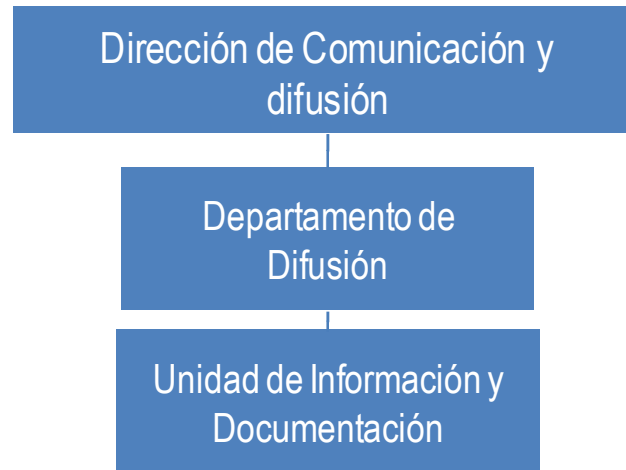 Dirección de Comunicación y
difusión
Departamento de
Difusión
Unidad de Información y
Documentación